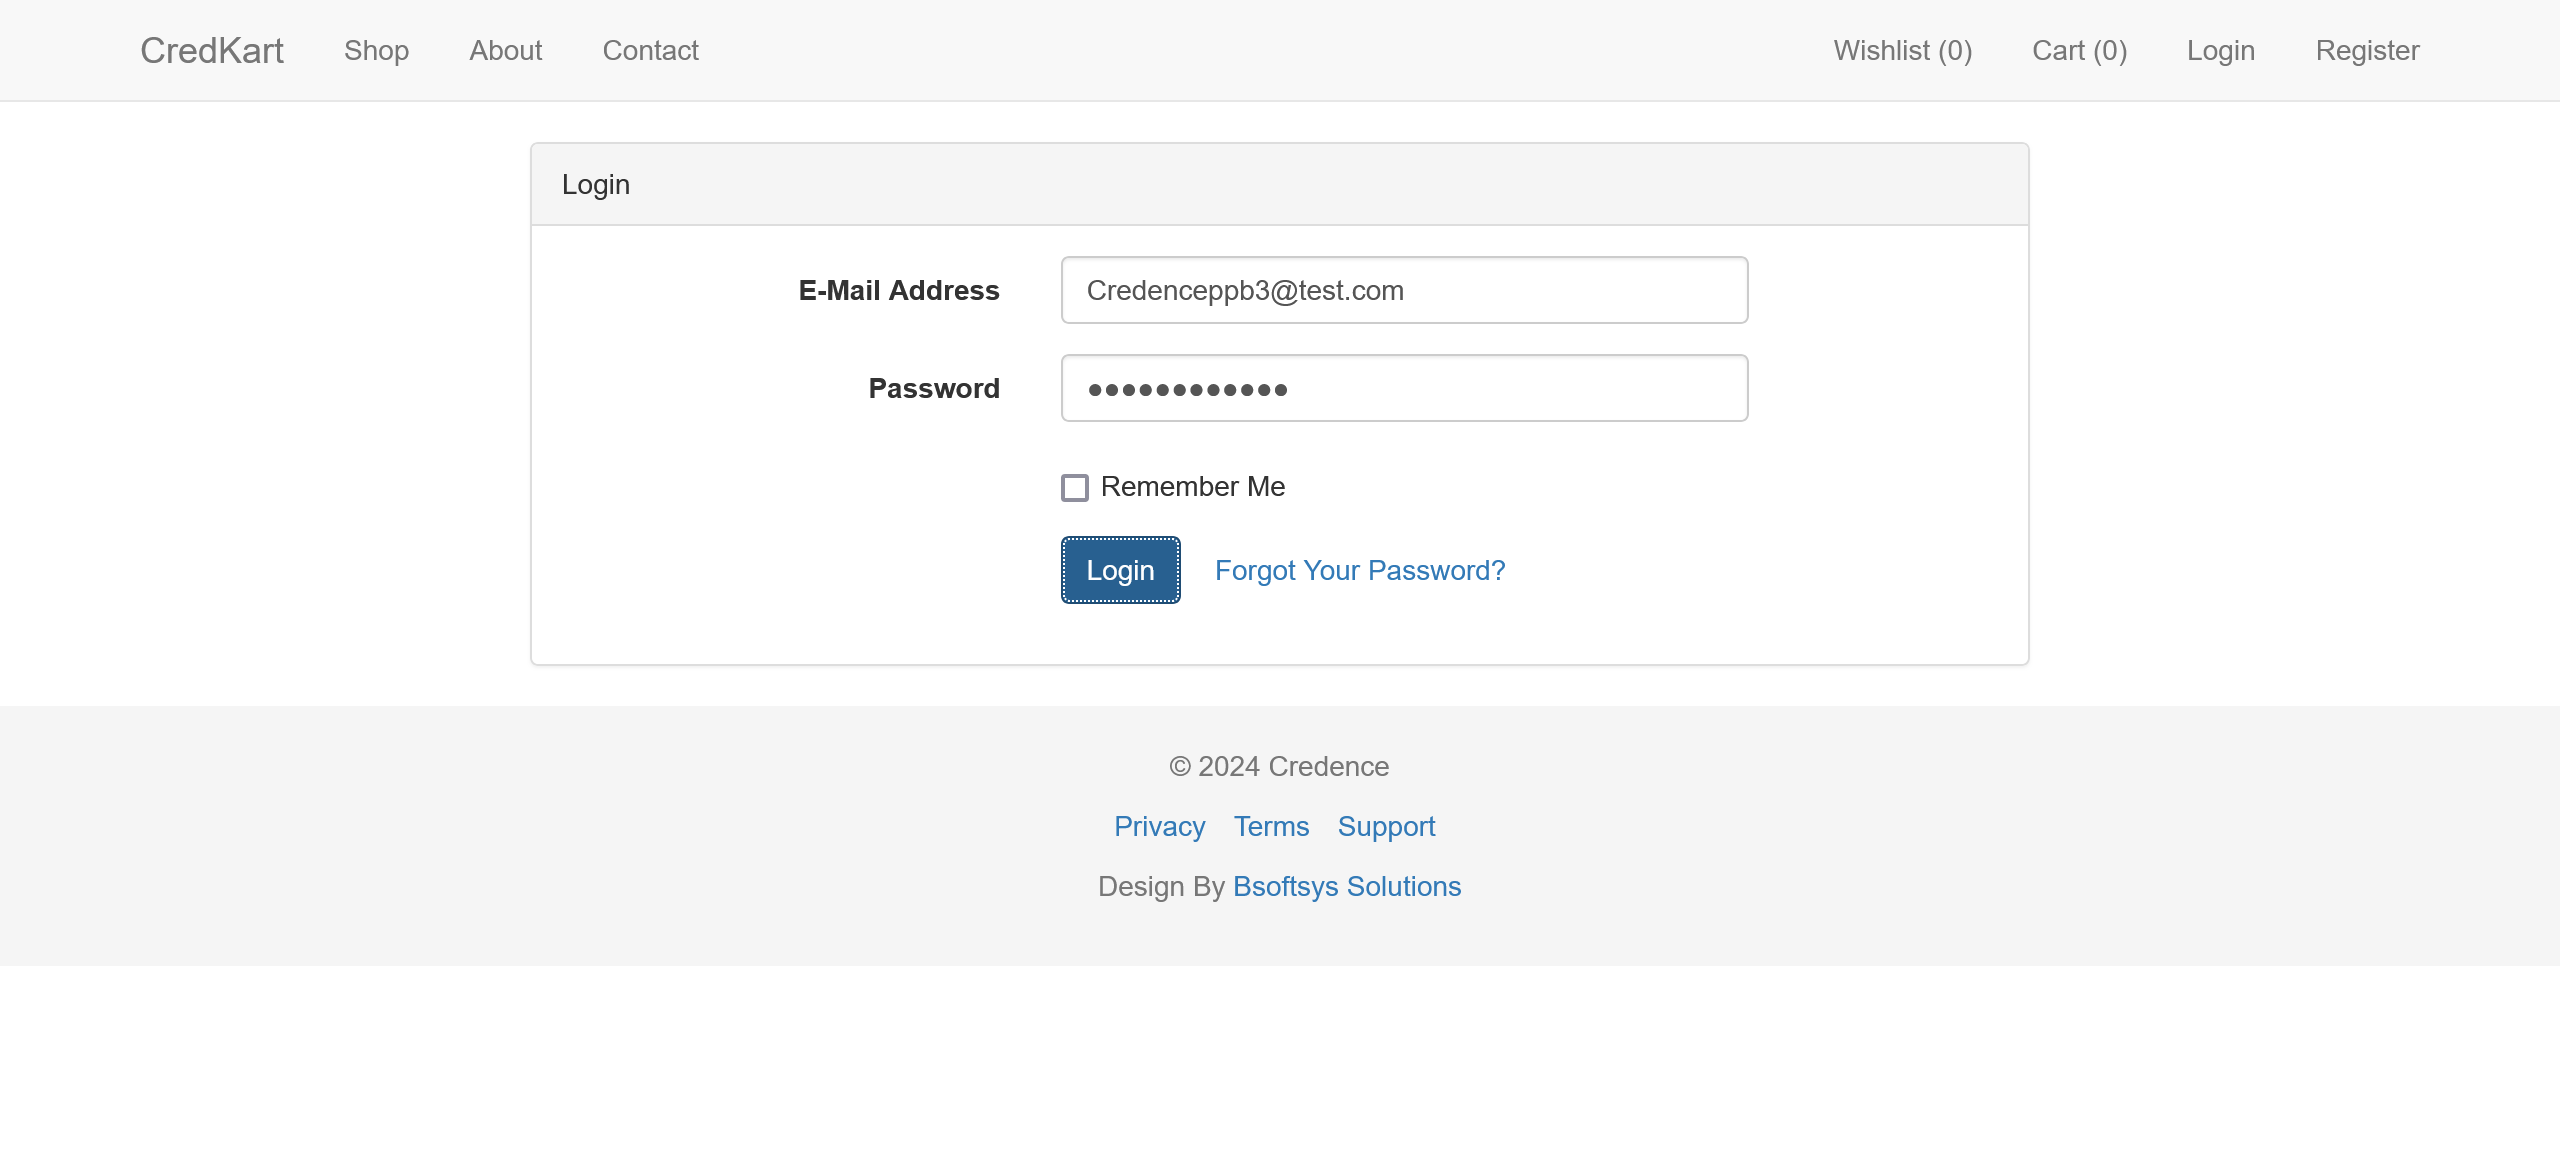 CredKart Shop About Contact Wishlist (0) Cart (0) Login Register
Login
E-Mail Address Credenceppb3@test.com
Password ••••••••••••
Remember Me
Login Forgot Your Password?
© 2024 Credence
Privacy Terms Support
Design By Bsoftsys Solutions